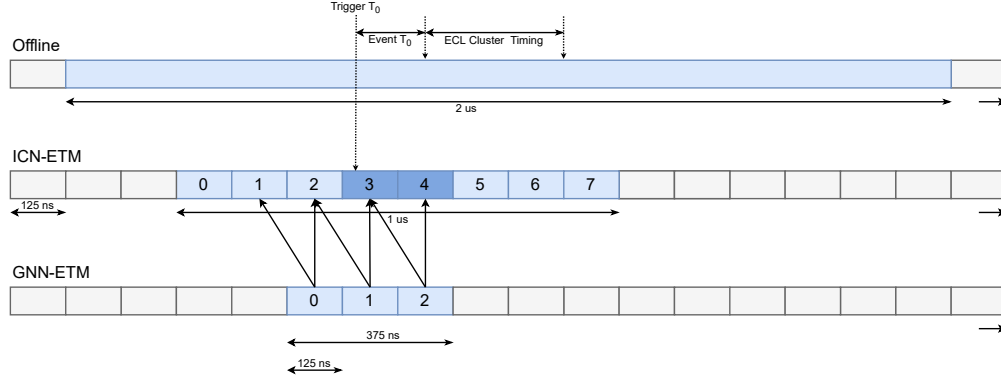 Trigger T₀
Event T₀
ECL Cluster Timing
Offline
2 us
ICN-ETM
0 1 2 3 4 5 6 7
125 ns
1 us
GNN-ETM
0 1 2
375 ns
125 ns